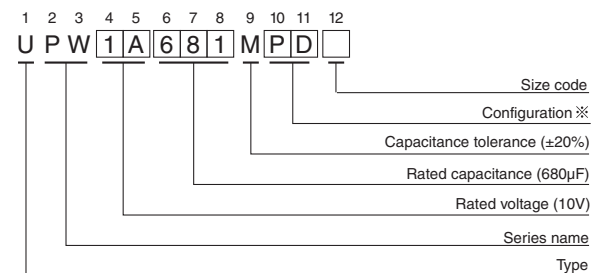 1 2 3 4 5 6 7 8 9 10 11 12
U P W 1 A 6 8 1 M P D
Size code
Configuration ※
Capacitance tolerance (±20%)
Rated capacitance (680µF)
Rated voltage (10V)
Series name
Type